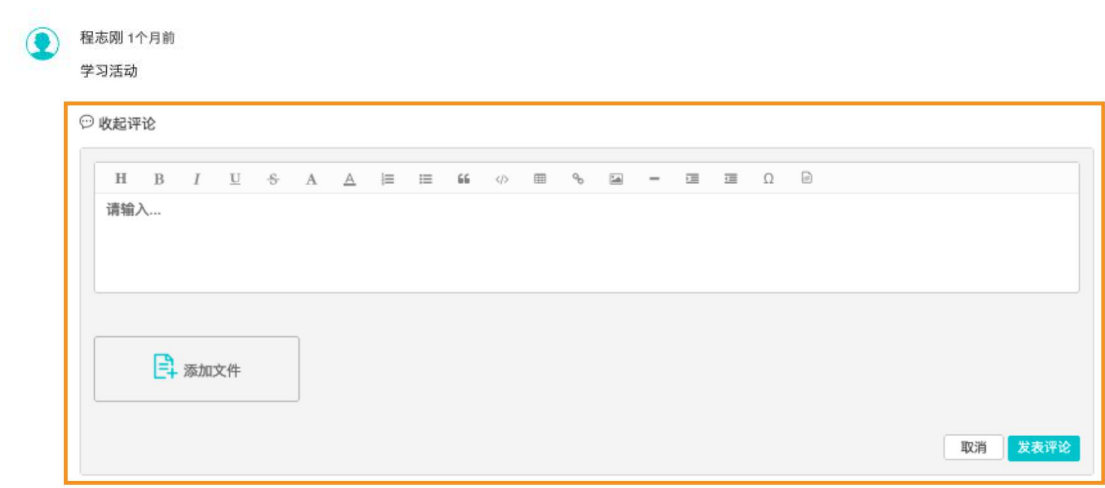 程志刚 1个月前
学习活动
收起评论
H B I U S A A 66 </> Ω
请输入...
添加文件
取消 发表评论